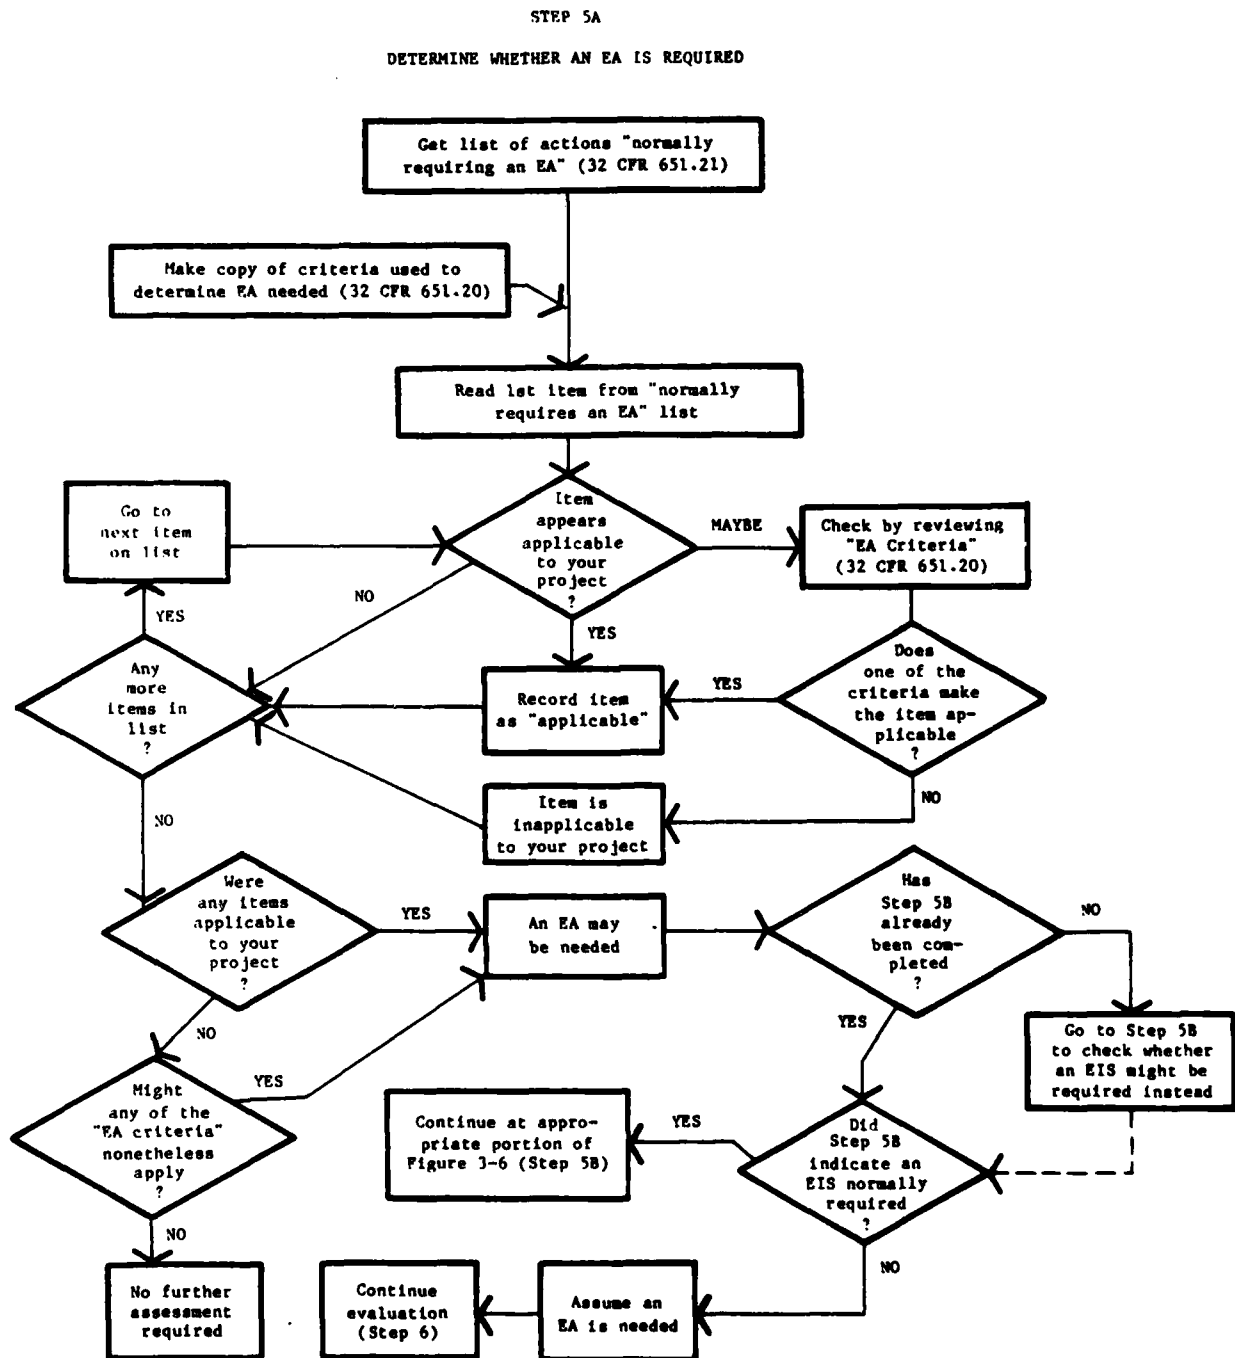 STEP 5A
DETERMINE WHETHER AN EA IS REQUIRED
Get list of actions "normally
requiring an EA" (32 CFR 651.21)
Make copy of criteria used to
determine EA needed (32 CFR 651.20)
Read 1st item from "normally
requires an EA" list
Go to
next item
on list
Item
appears
applicable
to your
project
?
MAYBE
Check by reviewing
"EA Criteria"
(32 CFR 651.20)
NO
YES
YES
Any
more
items in
list
?
Record item
as "applicable"
YES
Does
one of the
criteria make
the item ap-
plicable
?
NO
NO
Item is
inapplicable
to your project
Were
any items
applicable
to your
project
?
YES
An EA may
be needed
Has
Step 5B
already
been com-
pleted
?
NO
NO
YES
Go to Step 5B
to check whether
an EIS might be
required instead
Might
any of the
"EA criteria"
nonetheless
apply
?
YES
Continue at appro-
priate portion of
Figure 3-6 (Step 5B)
YES
Did
Step 5B
indicate an
EIS normally
required
?
NO
NO
No further
assessment
required
Continue
evaluation
(Step 6)
Assume an
EA is needed